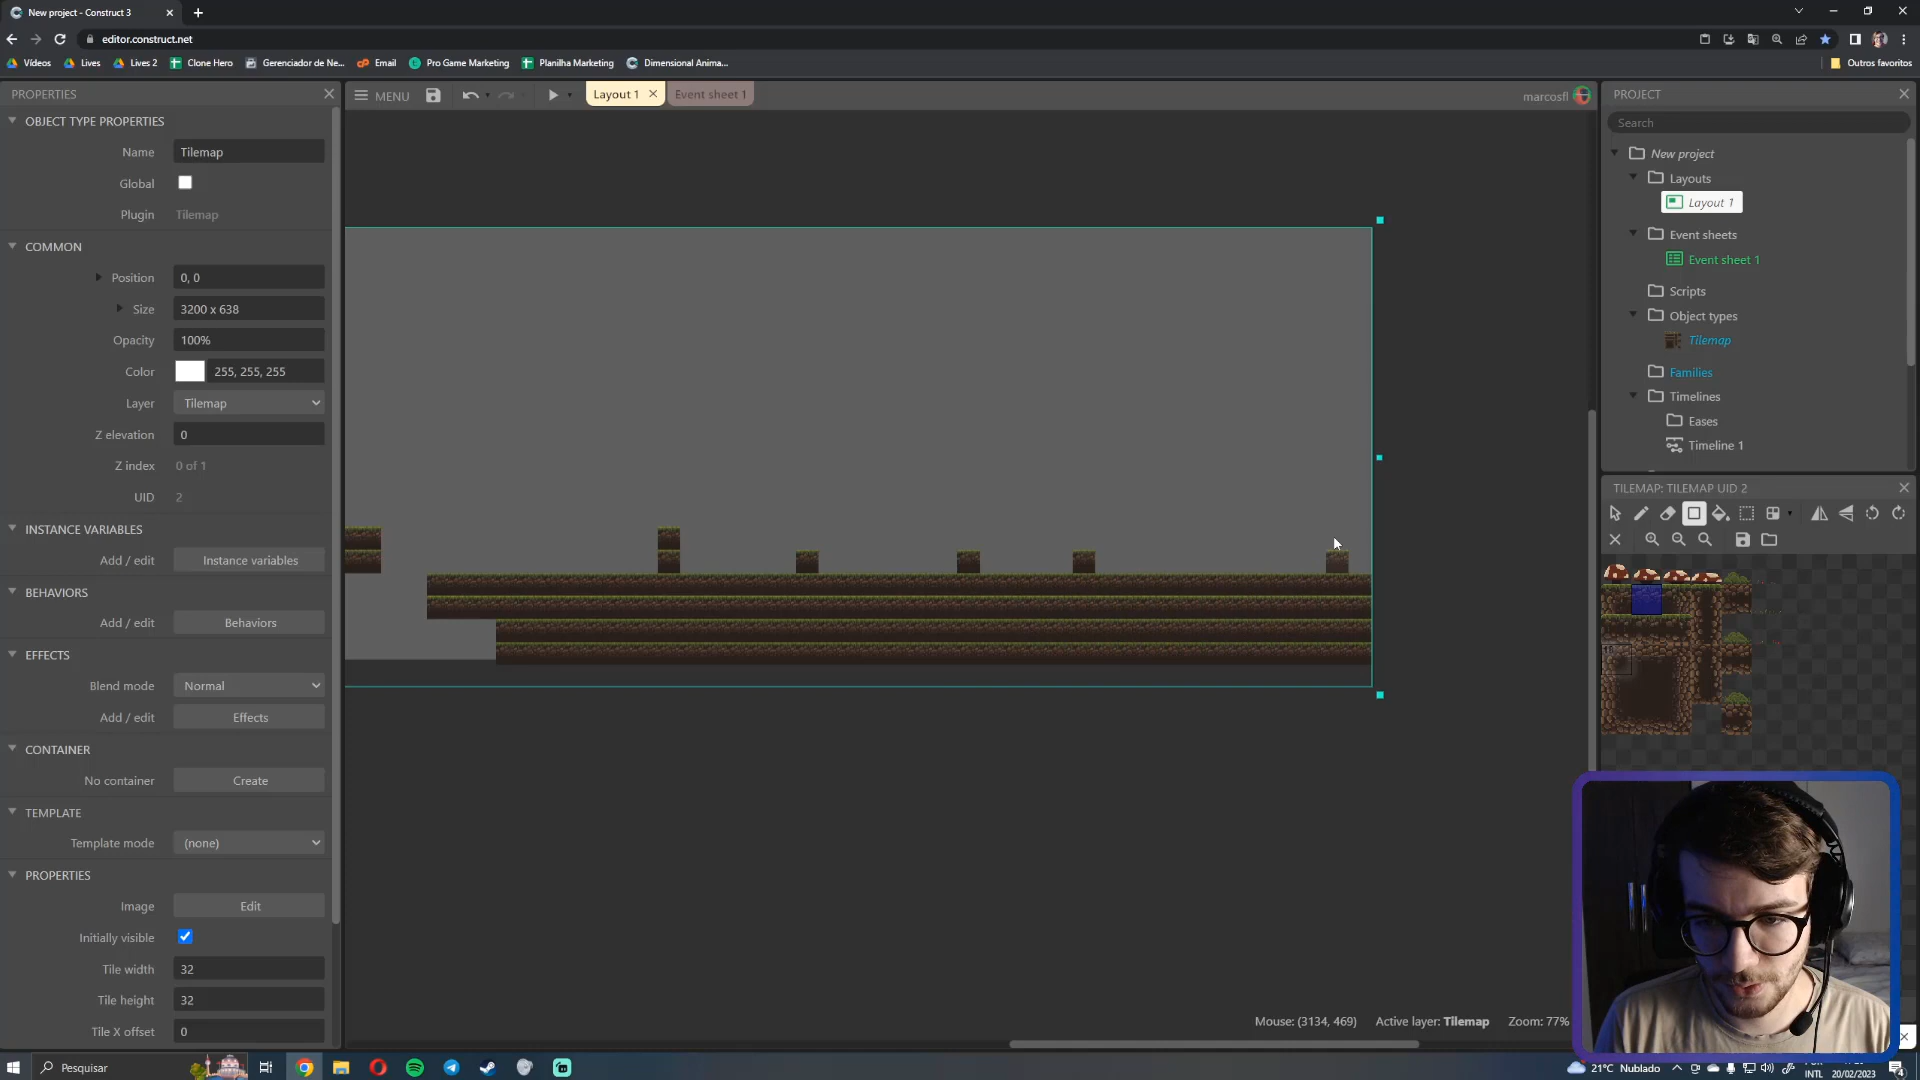 New project - Construct 3
editor.construct.net
Vídeos
Lives
Lives 2
Clone Hero
Gerenciador de Ne...
Email
Pro Game Marketing
Planilha Marketing
Dimensional Anima...
Outros favoritos
PROPERTIES
MENU
Layout 1
Event sheet 1
marcosfl
PROJECT
OBJECT TYPE PROPERTIES
Search
Name
Tilemap
New project
Global
Layouts
Plugin
Tilemap
Layout 1
COMMON
Event sheets
Event sheet 1
Position
0, 0
Scripts
Size
3200 x 638
Object types
Opacity
100%
Tilemap
Color
255, 255, 255
Families
Layer
Tilemap
Timelines
Z elevation
0
Eases
Z index
0 of 1
Timeline 1
UID
2
TILEMAP: TILEMAP UID 2
INSTANCE VARIABLES
Add / edit
Instance variables
BEHAVIORS
Add / edit
Behaviors
EFFECTS
Blend mode
Normal
Add / edit
Effects
CONTAINER
No container
Create
TEMPLATE
Template mode
(none)
PROPERTIES
Image
Edit
Initially visible
Tile width
32
Tile height
32
Tile X offset
0
Mouse: (3134, 469)
Active layer: Tilemap
Zoom: 77%
Pesquisar
21°C Nublado
INTL
20/02/2023
4